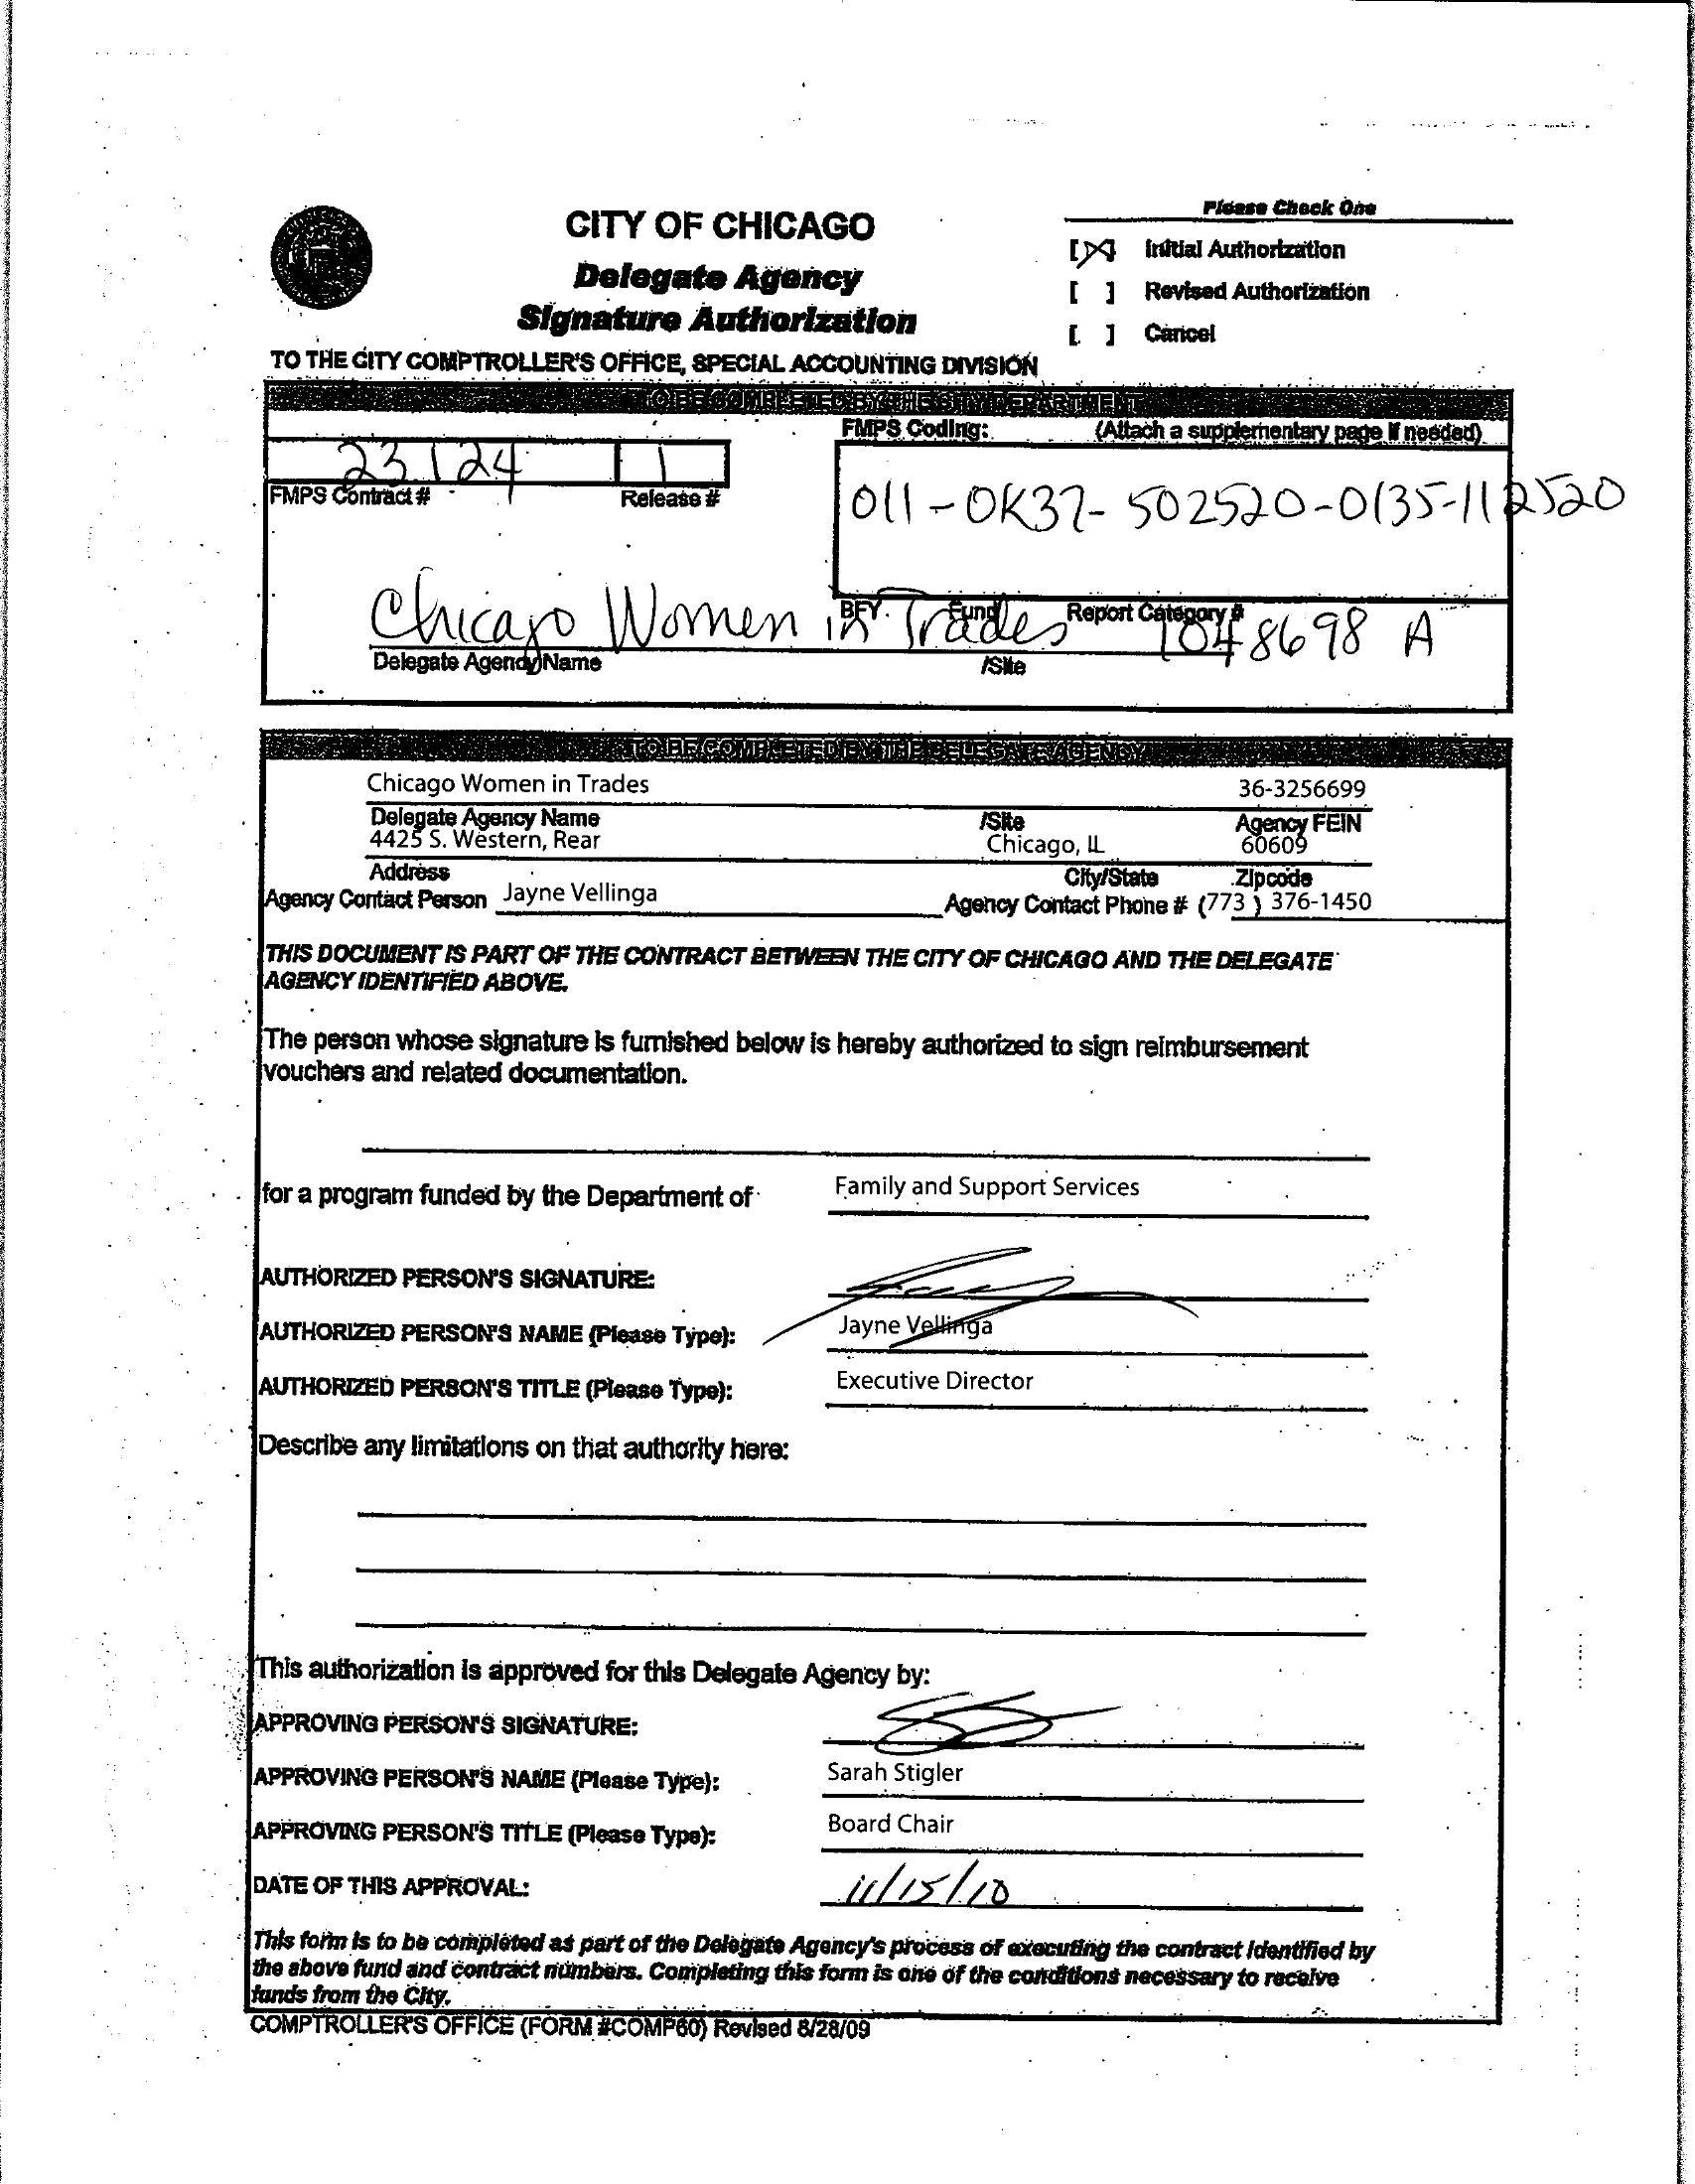 Please Check One
CITY OF CHICAGO
[X] Initial Authorization
Delegate Agency
[ ] Revised Authorization
Signature Authorization
[ ] Cancel
TO THE CITY COMPTROLLER'S OFFICE, SPECIAL ACCOUNTING DIVISION
TO BE COMPLETED BY THE CITY DEPARTMENT
FMPS Coding: (Attach a supplementary page if needed)
23124 1
FMPS Contract # Release #
011-0K37-502520-0135-112520
BFY Fund Report Category #
Chicago Women in Trades 1048698 A
Delegate Agency Name /Site
TO BE COMPLETED BY THE DELEGATE AGENCY
Chicago Women in Trades 36-3256699
Delegate Agency Name /Site Agency FEIN
4425 S. Western, Rear Chicago, IL 60609
Address City/State Zipcode
Agency Contact Person Jayne Vellinga Agency Contact Phone # (773 ) 376-1450
THIS DOCUMENT IS PART OF THE CONTRACT BETWEEN THE CITY OF CHICAGO AND THE DELEGATE
AGENCY IDENTIFIED ABOVE.
The person whose signature is furnished below is hereby authorized to sign reimbursement
vouchers and related documentation.
for a program funded by the Department of Family and Support Services
AUTHORIZED PERSON'S SIGNATURE:
AUTHORIZED PERSON'S NAME (Please Type): Jayne Vellinga
AUTHORIZED PERSON'S TITLE (Please Type): Executive Director
Describe any limitations on that authority here:
This authorization is approved for this Delegate Agency by:
APPROVING PERSON'S SIGNATURE:
APPROVING PERSON'S NAME (Please Type): Sarah Stigler
APPROVING PERSON'S TITLE (Please Type): Board Chair
DATE OF THIS APPROVAL: 11/15/10
This form is to be completed as part of the Delegate Agency's process of executing the contract identified by
the above fund and contract numbers. Completing this form is one of the conditions necessary to receive
funds from the City.
COMPTROLLER'S OFFICE (FORM #COMP60) Revised 8/28/09